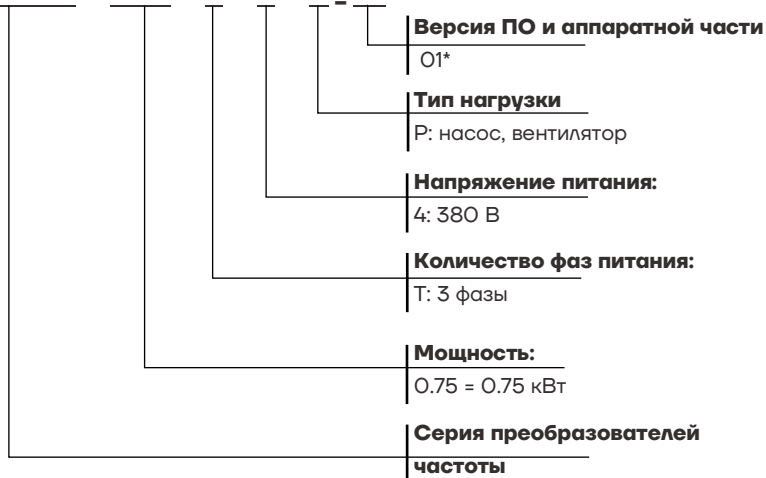 -
Версия ПО и аппаратной части
01*
Тип нагрузки
P: насос, вентилятор
Напряжение питания:
4: 380 В
Количество фаз питания:
Т: 3 фазы
Мощность:
0.75 = 0.75 кВт
Серия преобразователей
частоты